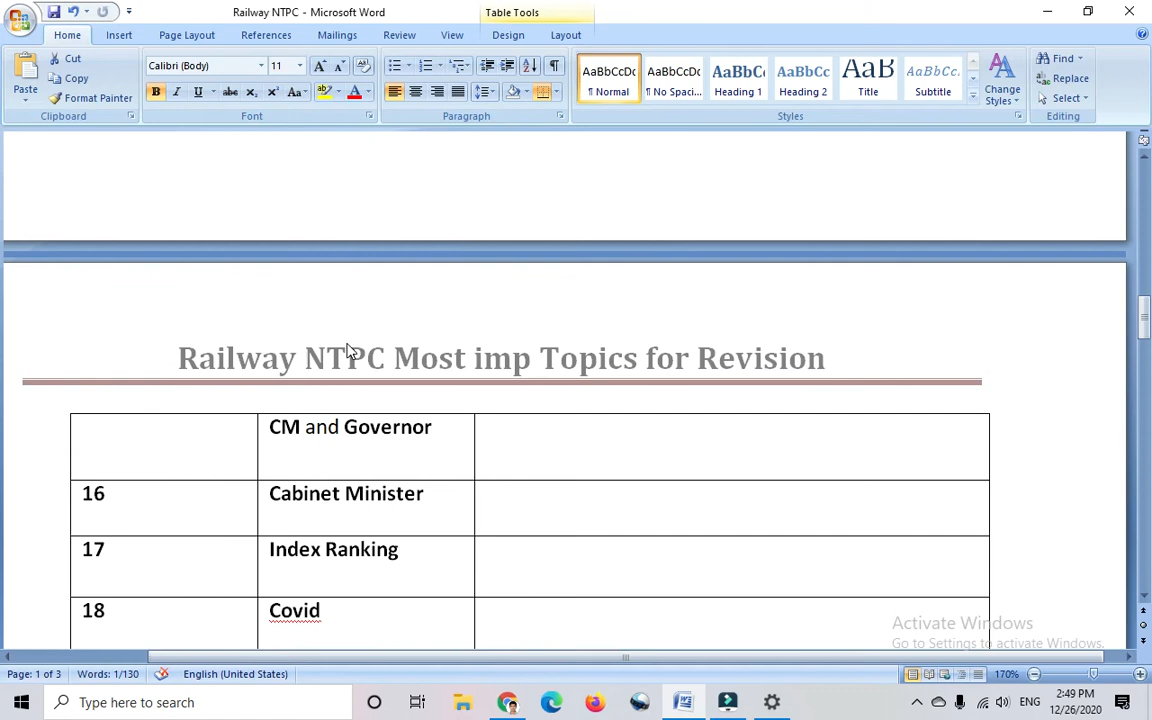 Railway NTPC - Microsoft Word
Table Tools
Home Insert Page Layout References Mailings Review View Design Layout
Paste
Cut
Copy
Format Painter
Clipboard
Calibri (Body) 11
B I U abc X₂ X² Aa
Font
Paragraph
AaBbCcDc AaBbCcDc AaBbC AaBbCc AaB AaBbCc.
¶ Normal ¶ No Spaci... Heading 1 Heading 2 Title Subtitle
Change Styles
Styles
Find
Replace
Select
Editing
Railway NTPC Most imp Topics for Revision
CM and Governor
16 Cabinet Minister
17 Index Ranking
18 Covid
Activate Windows
Go to Settings to activate Windows.
Page: 1 of 3 Words: 1/130 English (United States) 170%
Type here to search
ENG
2:49 PM
12/26/2020